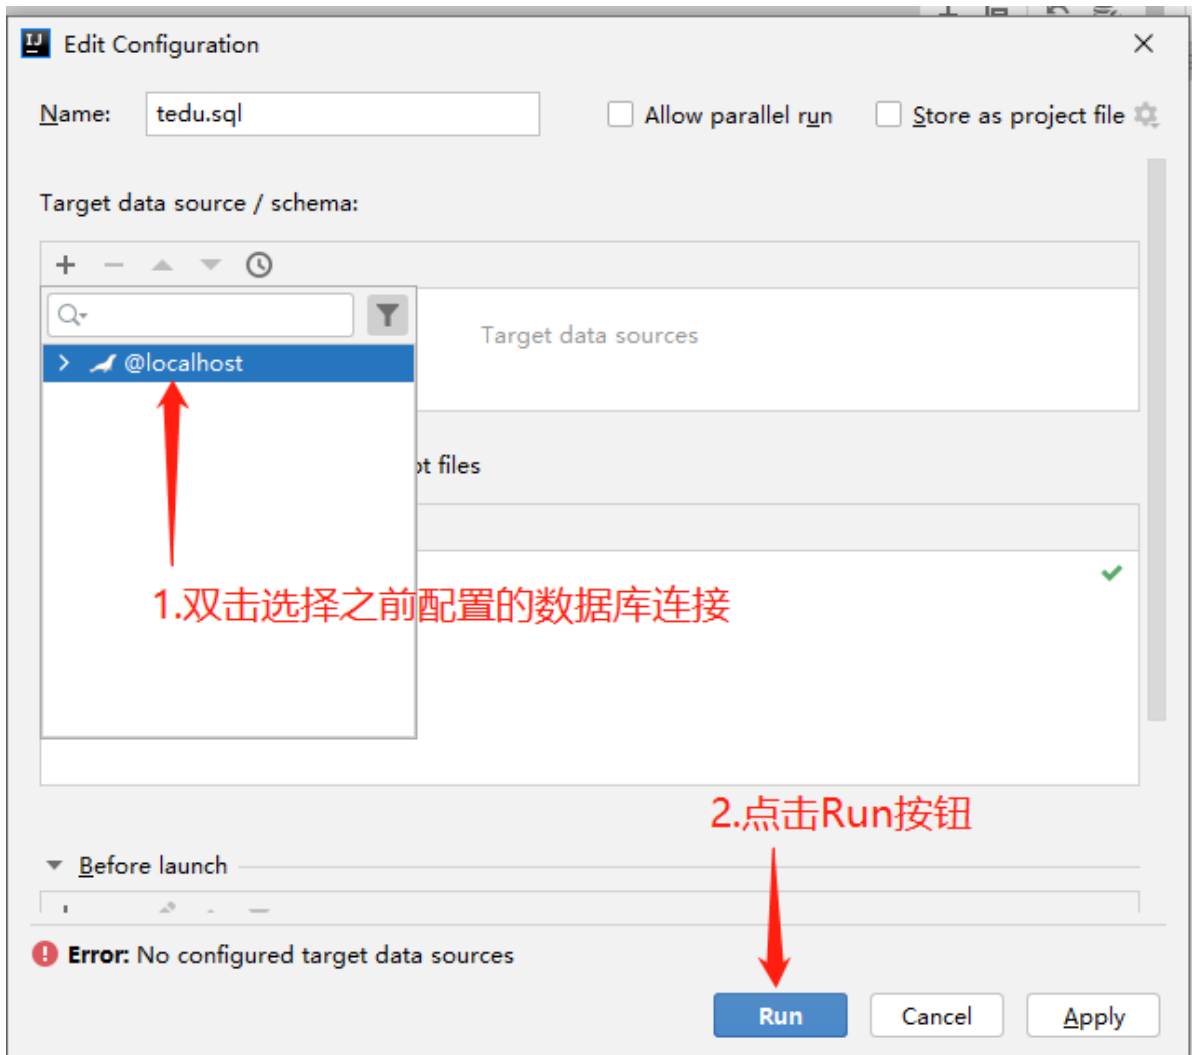 Edit Configuration
Name: tedu.sql Allow parallel run Store as project file
Target data source / schema:
Target data sources
@localhost
files
1.双击选择之前配置的数据库连接
2.点击Run按钮
Before launch
Error: No configured target data sources
Run Cancel Apply